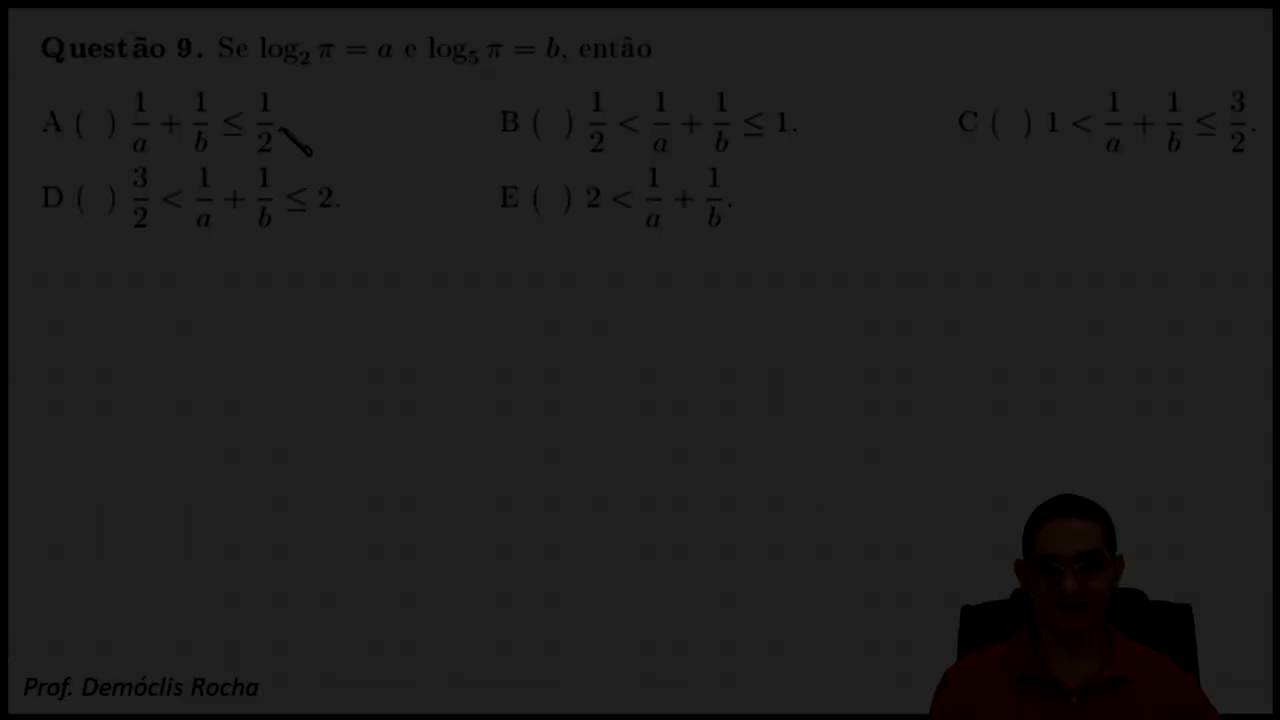 Questão 9. Se log₂ π = a e log₅ π = b, então
A ( ) 1/a + 1/b ≤ 1/2. B ( ) 1/2 < 1/a + 1/b ≤ 1. C ( ) 1 < 1/a + 1/b ≤ 3/2.
D ( ) 3/2 < 1/a + 1/b ≤ 2. E ( ) 2 < 1/a + 1/b.
Prof. Demóclis Rocha